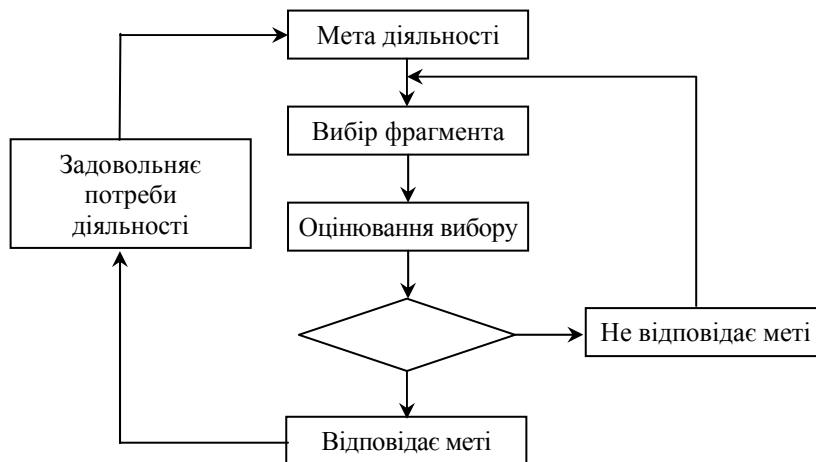 Мета діяльності
Вибір фрагмента
Задовольняє
потреби
діяльності
Оцінювання вибору
Не відповідає меті
Відповідає меті